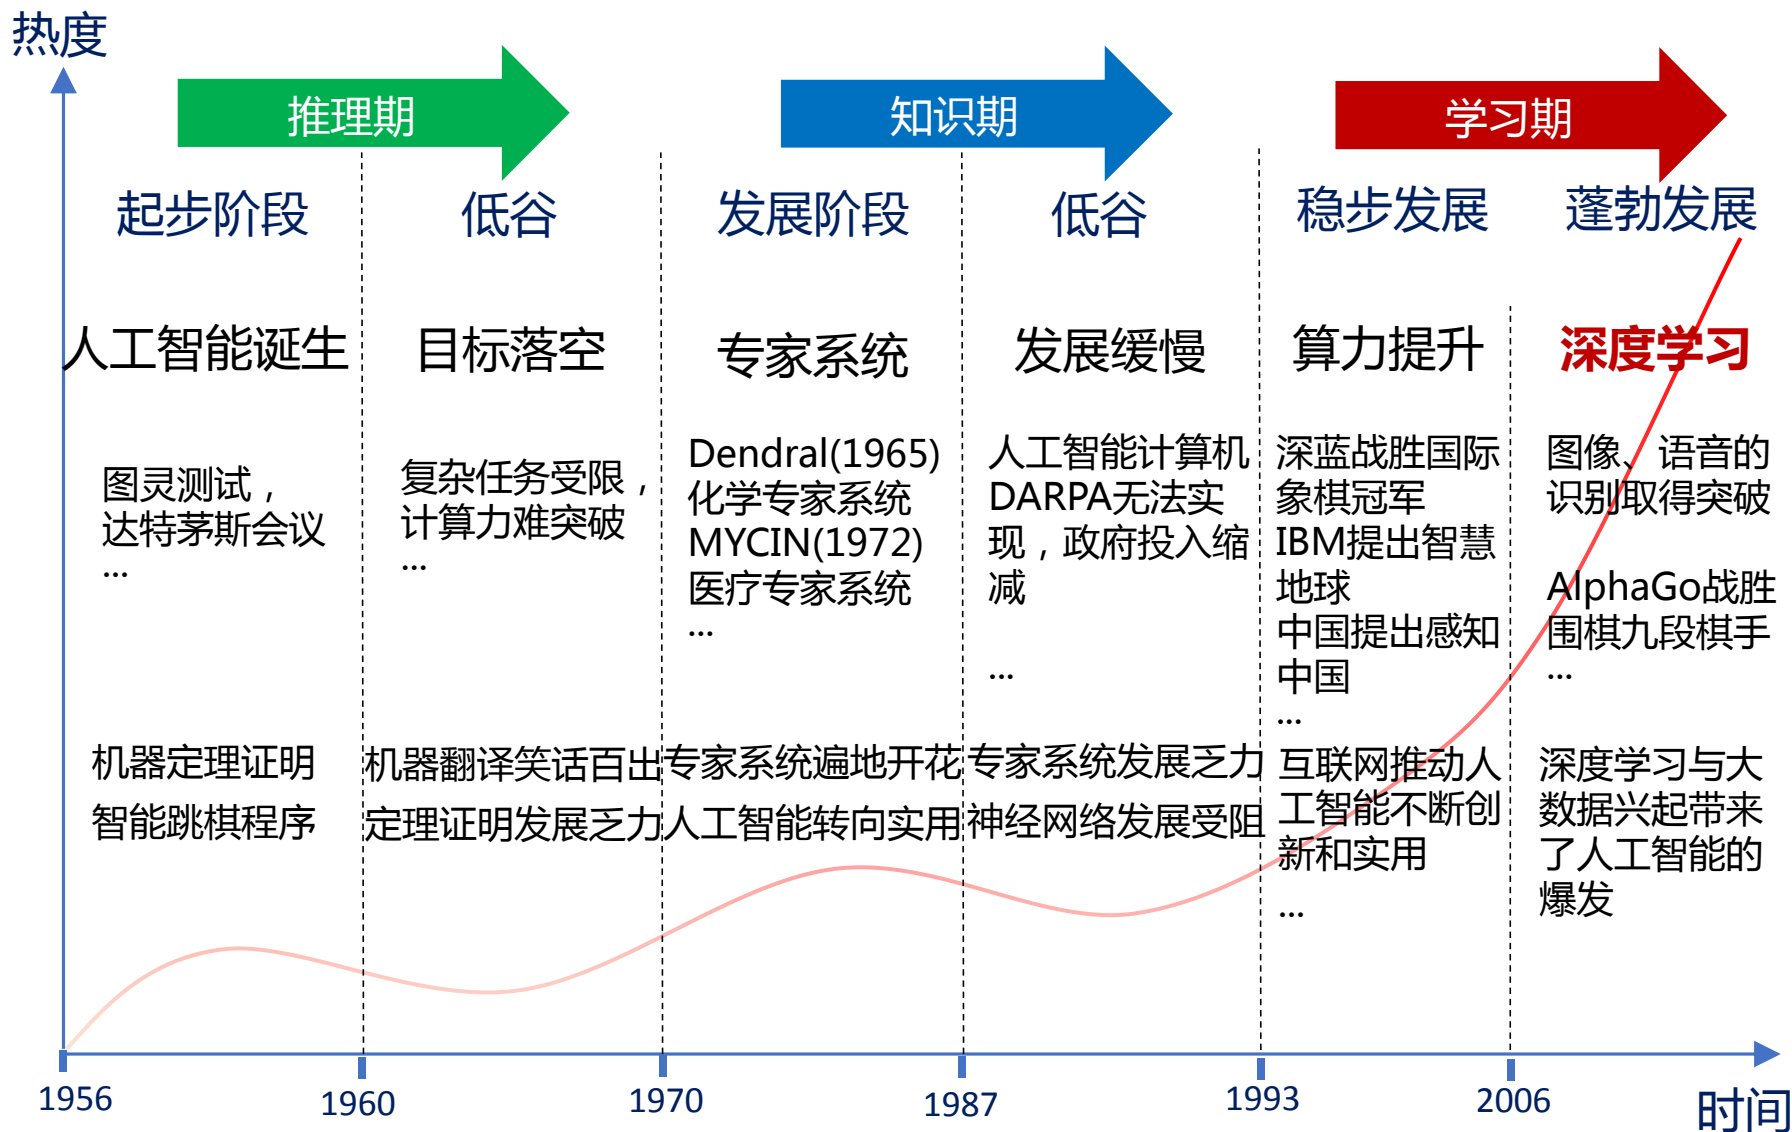 热度
推理期
知识期
学习期
起步阶段
低谷
发展阶段
低谷
稳步发展
蓬勃发展
人工智能诞生
目标落空
专家系统
发展缓慢
算力提升
深度学习
图灵测试，
达特茅斯会议
...
复杂任务受限，
计算力难突破
...
Dendral(1965)
化学专家系统
MYCIN(1972)
医疗专家系统
...
人工智能计算机
DARPA无法实
现，政府投入缩
减
...
深蓝战胜国际
象棋冠军
IBM提出智慧
地球
中国提出感知
中国
...
图像、语音的
识别取得突破
AlphaGo战胜
围棋九段棋手
...
机器定理证明
智能跳棋程序
机器翻译笑话百出
定理证明发展乏力
专家系统遍地开花
人工智能转向实用
专家系统发展乏力
神经网络发展受阻
互联网推动人
工智能不断创
新和实用
...
深度学习与大
数据兴起带来
了人工智能的
爆发
1956
1960
1970
1987
1993
2006
时间